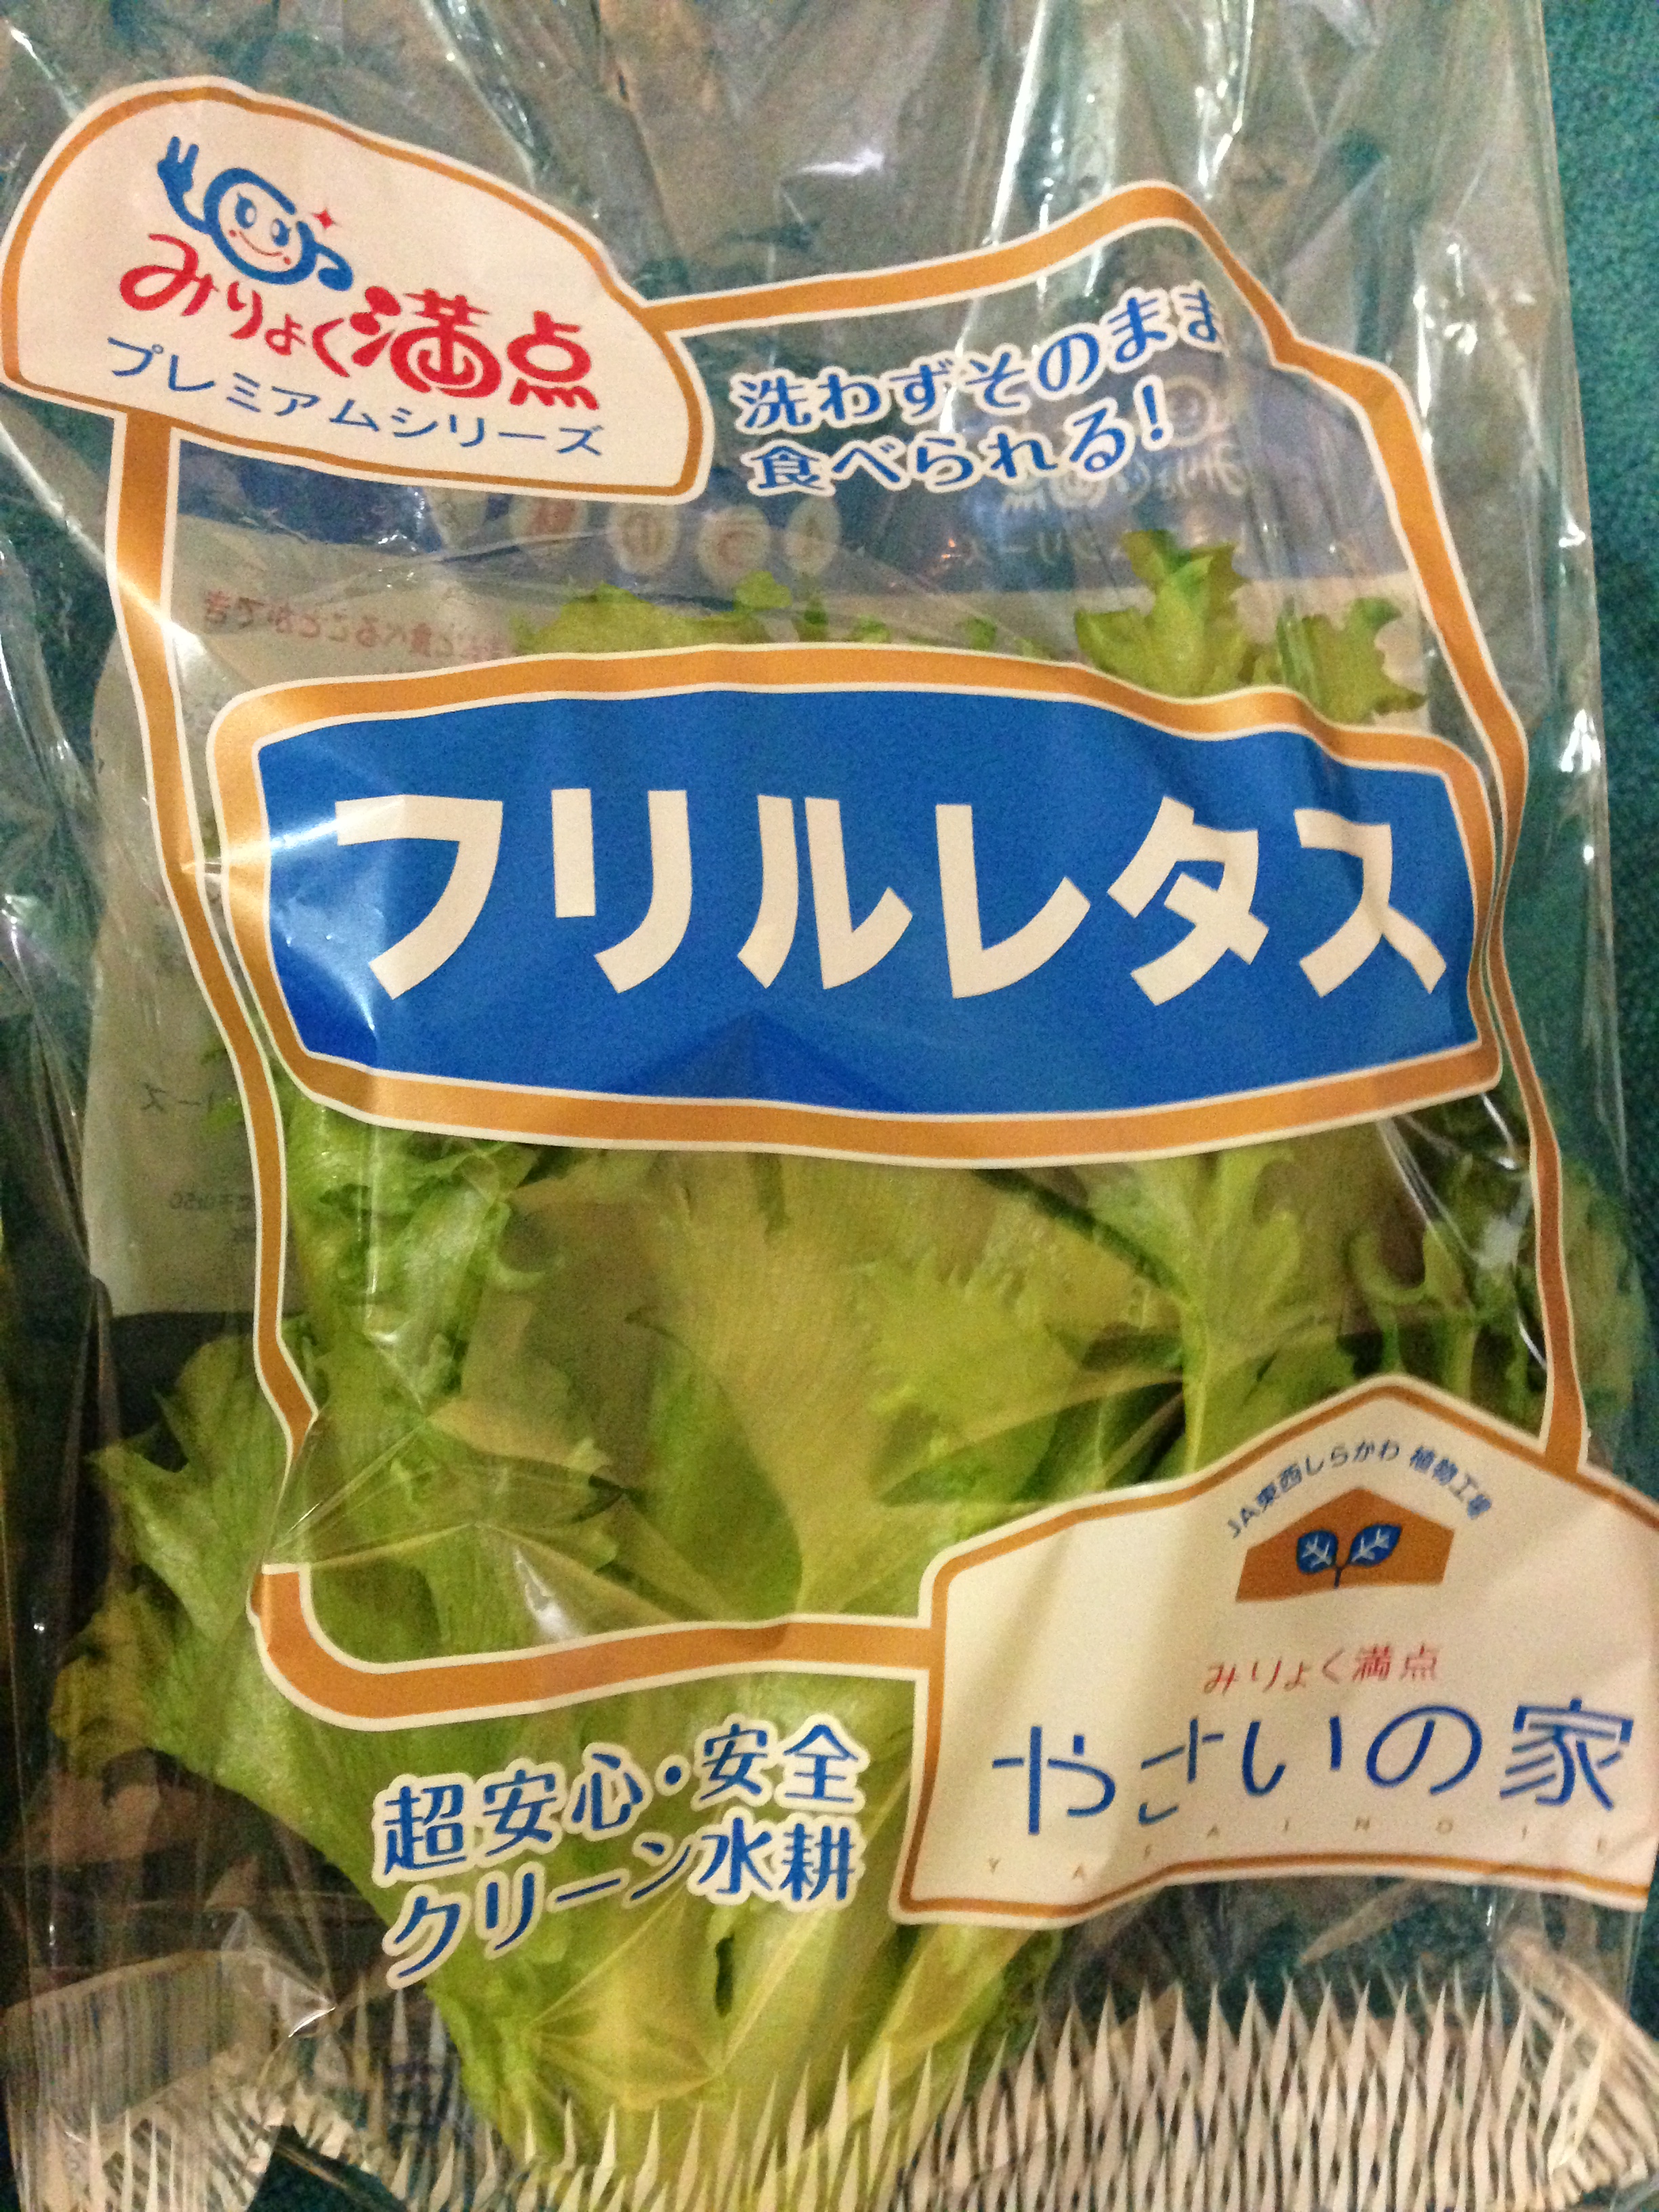 みりょく満点
プレミアムシリーズ
洗わずそのまま
食べられる!
フリルレタス
JA東西しらかわ 植物工場
みりょく満点
やさいの家
YASAINOIE
超安心・安全
クリーン水耕